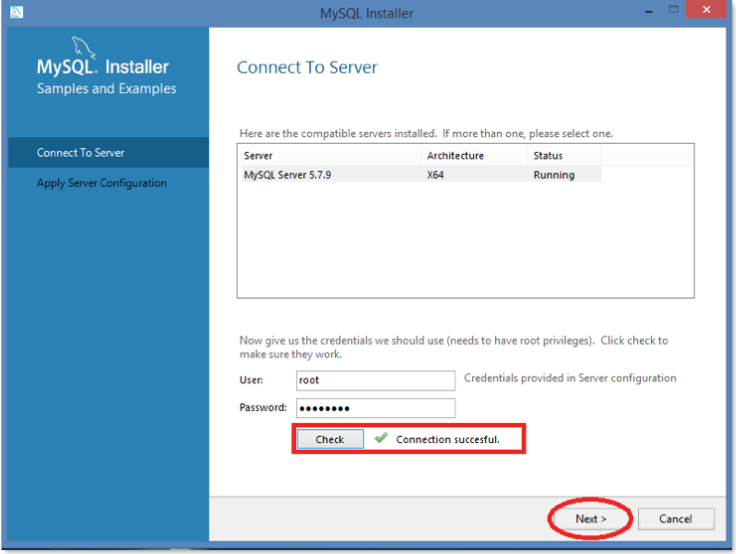 MySQL Installer
MySQL. Installer
Samples and Examples
Connect To Server
Apply Server Configuration
Connect To Server
Here are the compatible servers installed. If more than one, please select one.
Server Architecture Status
MySQL Server 5.7.9 X64 Running
Now give us the credentials we should use (needs to have root privileges). Click check to
make sure they work.
User: root Credentials provided in Server configuration
Password: ●●●●●●●●
Check Connection succesful.
Next > Cancel